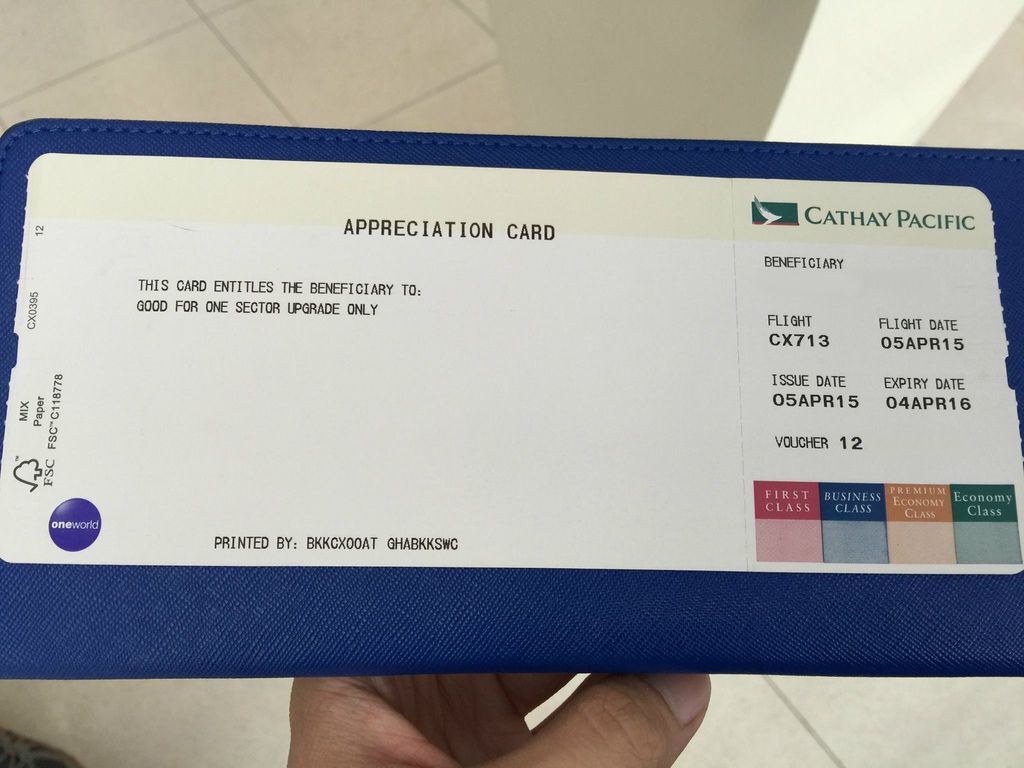 APPRECIATION CARD
THIS CARD ENTITLES THE BENEFICIARY TO:
GOOD FOR ONE SECTOR UPGRADE ONLY
PRINTED BY: BKKCX00AT GHABKKSWC
12
CX0395
MIX
Paper
FSC™ C118778
FSC
oneworld
CATHAY PACIFIC
BENEFICIARY
FLIGHT FLIGHT DATE
CX713 05APR15
ISSUE DATE EXPIRY DATE
05APR15 04APR16
VOUCHER 12
FIRST CLASS
BUSINESS CLASS
PREMIUM ECONOMY CLASS
Economy Class